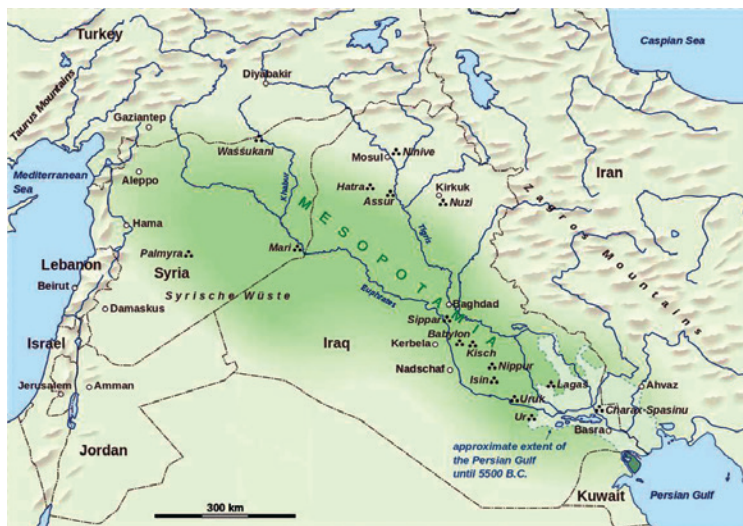 Turkey
Caspian Sea
Diyabakir
Taurus Mountains
Gaziantep
Wassukani
Mosul
Ninive
Iran
Mediterranean
Sea
Aleppo
Khabur
Hatra
Assur
Kirkuk
Nuzi
Zagros Mountains
MESOPOTAMIA
Tigris
Hama
Palmyra
Mari
Lebanon
Syria
Beirut
Syrische Wüste
Euphrates
Baghdad
Damaskus
Sippar
Babylon
Israel
Iraq
Kerbela
Kisch
Nadschaf
Nippur
Jerusalem
Amman
Isin
Lagas
Ahvaz
Uruk
Charax-Spasinu
Ur
Basra
Jordan
approximate extent of
the Persian Gulf
until 5500 B.C.
300 km
Kuwait
Persian Gulf